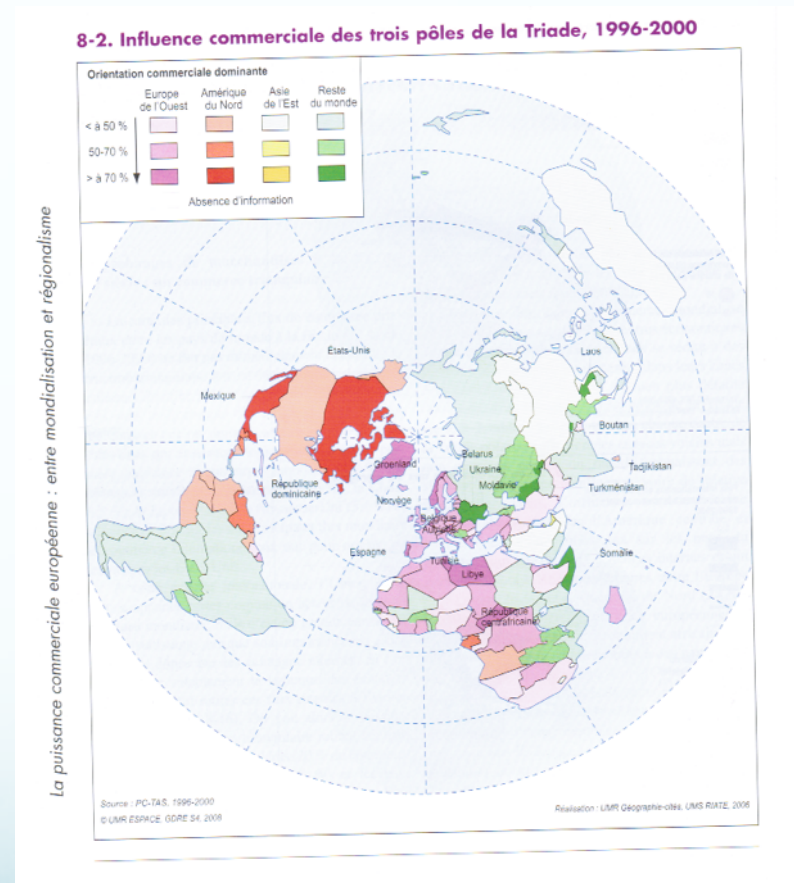 8-2. Influence commerciale des trois pôles de la Triade, 1996-2000
Orientation commerciale dominante
Europe de l'Ouest
Amérique du Nord
Asie de l'Est
Reste du monde
< à 50 %
50-70 %
> à 70 %
Absence d'information
La puissance commerciale européenne : entre mondialisation et régionalisme
États-Unis
Laos
Mexique
Boutan
Belarus
Groenland
Ukraine
Tadjikistan
République
dominicaine
Moldavie
Turkménistan
Norvège
Belgique
Espagne
Somalie
Libye
République
centrafricaine
Source : PC-TAS, 1996-2000
© UMR ESPACE, GDRE S4, 2006
Réalisation : UMR Géographie-cités, UMS RIATE, 2006